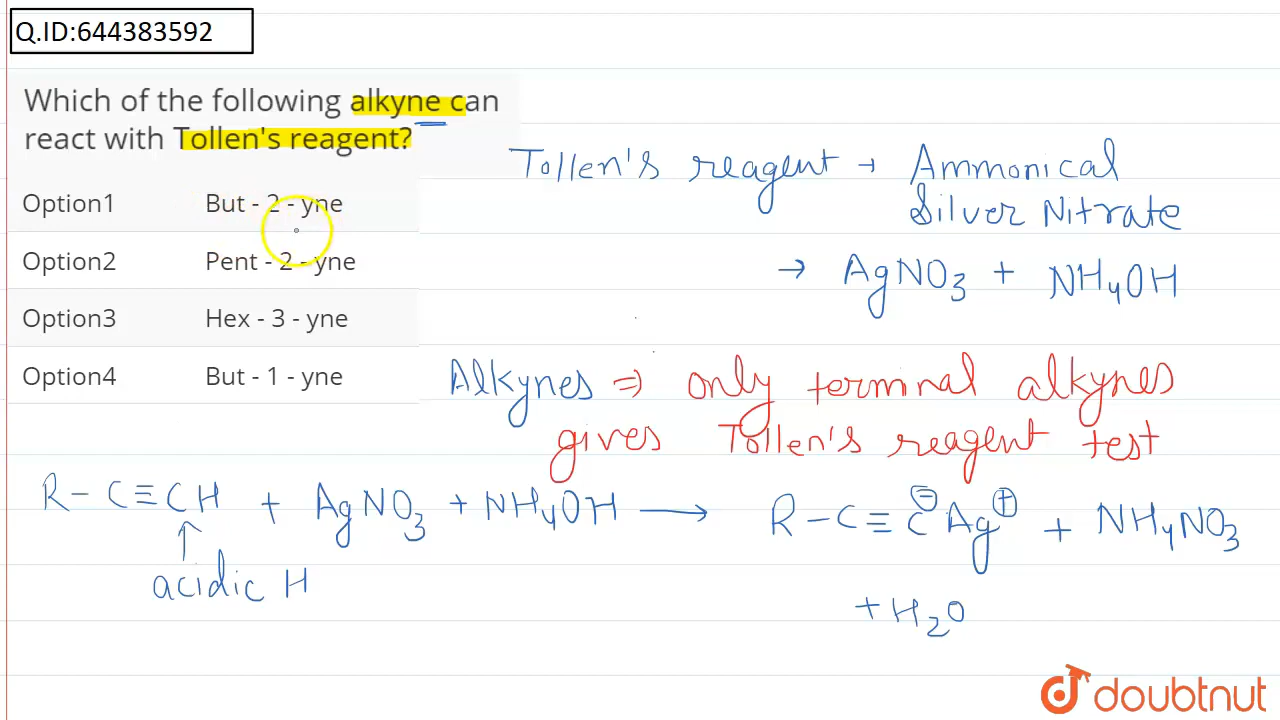 Q.ID:644383592
Which of the following alkyne can
react with Tollen's reagent?
Option1 But - 2 - yne
Option2 Pent - 2 - yne
Option3 Hex - 3 - yne
Option4 But - 1 - yne
Tollen's reagent → Ammonical
Silver Nitrate
→ AgNO₃ + NH₄OH
Alkynes ⇒ only terminal alkynes
gives Tollen's reagent test
R - C ≡ CH + AgNO₃ + NH₄OH ⟶ R - C ≡ C⊖ Ag⊕ + NH₄NO₃
↑
acidic H
+ H₂O
doubtnut